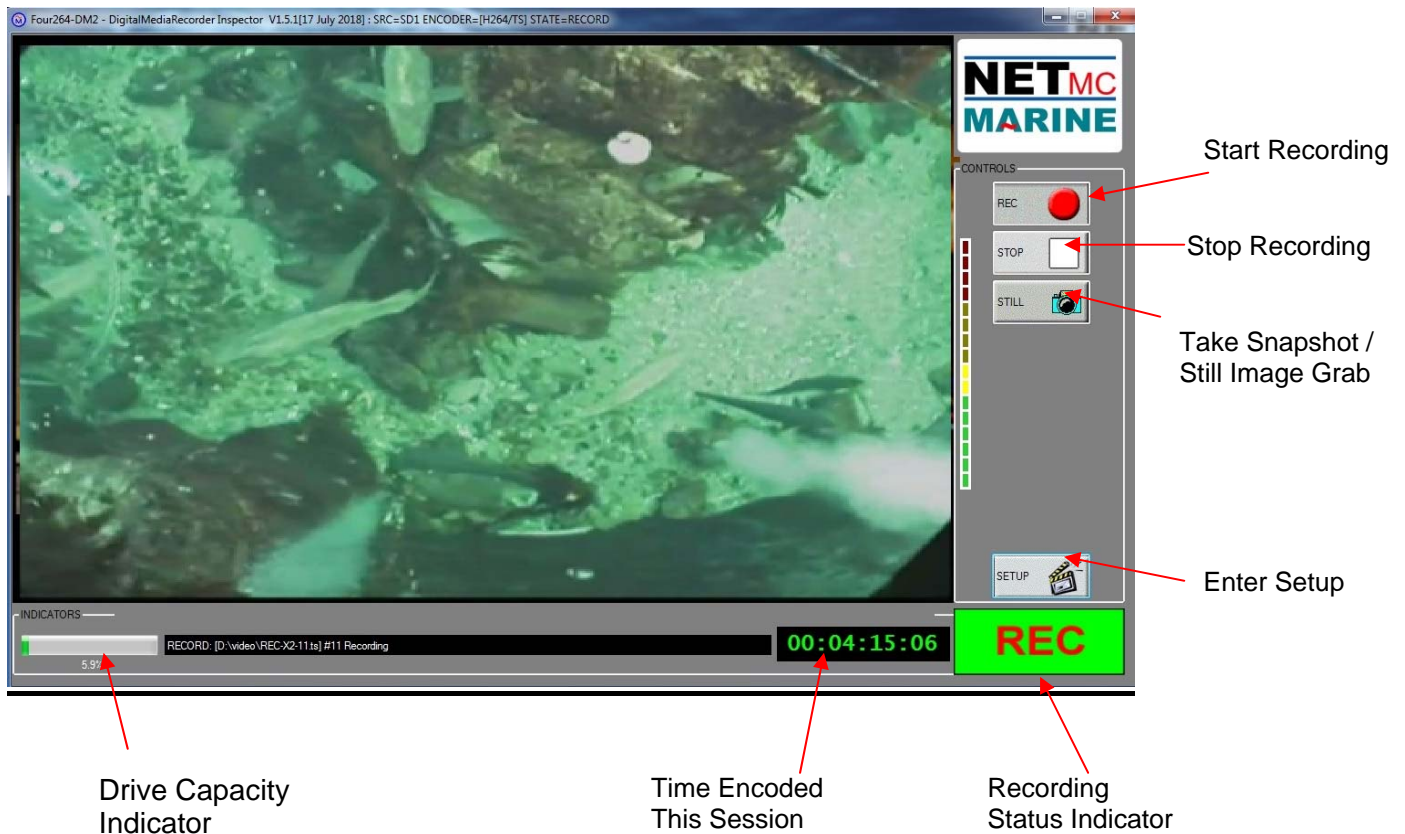 Four264-DM2 - DigitalMediaRecorder Inspector V1.5.1[17 July 2018] : SRC=SD1 ENCODER=[H264/TS] STATE=RECORD
NETMC
MARINE
Start Recording
CONTROLS
REC
STOP
Stop Recording
STILL
Take Snapshot /
Still Image Grab
SETUP
Enter Setup
INDICATORS
RECORD: [D:\video\REC-X2-11.ts] #11 Recording
00:04:15:06
REC
5.9%
Drive Capacity
Indicator
Time Encoded
This Session
Recording
Status Indicator